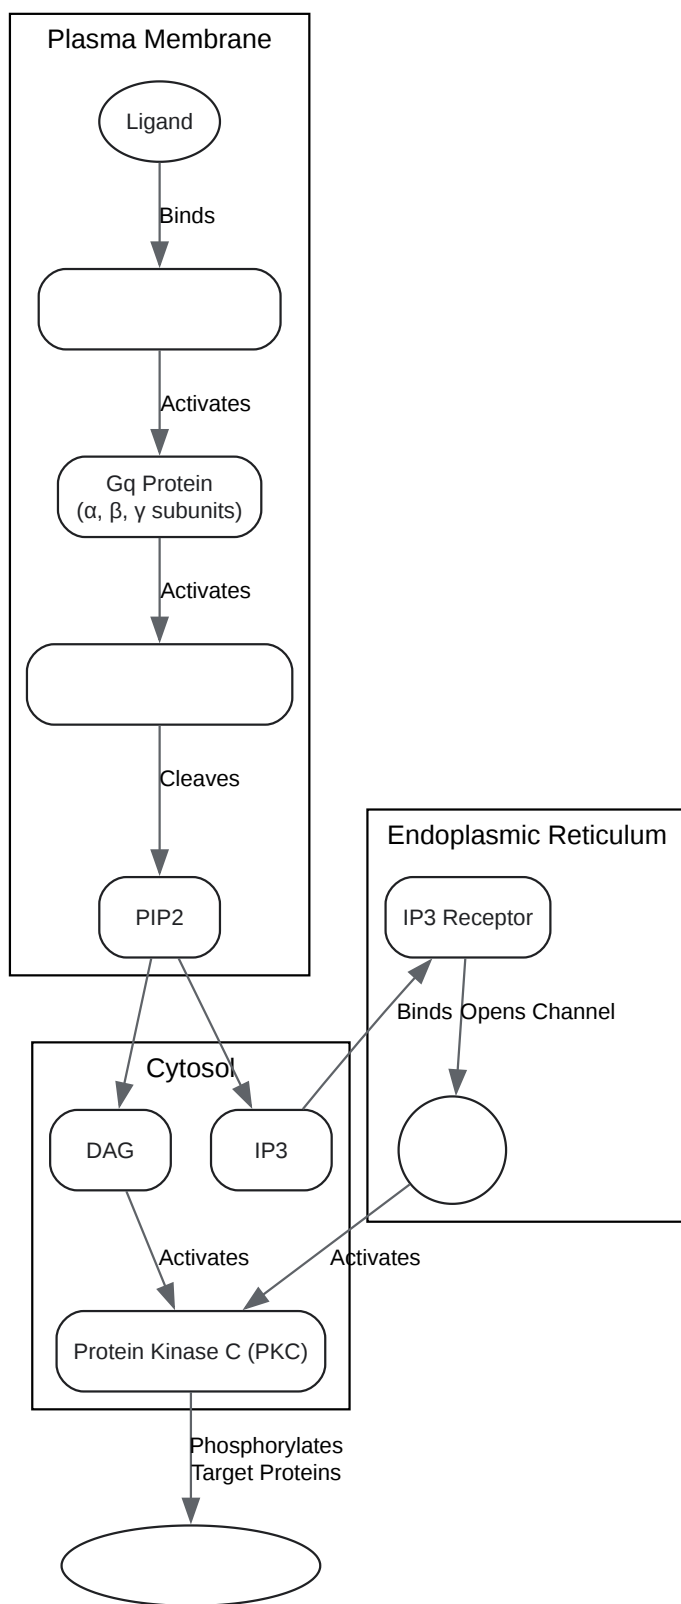 Plasma Membrane
Ligand
Binds
Activates
Gq Protein
(α, β, γ subunits)
Activates
Cleaves
PIP2
Endoplasmic Reticulum
IP3 Receptor
Binds
Opens Channel
Cytosol
DAG
IP3
Activates
Activates
Protein Kinase C (PKC)
Phosphorylates
Target Proteins